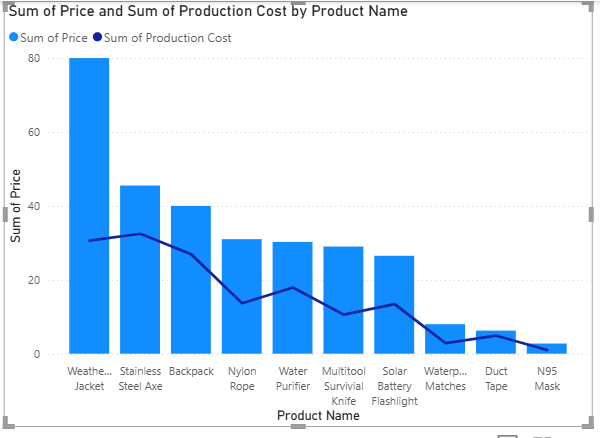 Sum of Price and Sum of Production Cost by Product Name
Sum of Price Sum of Production Cost
80
60
40
20
0
Sum of Price
Weathe... Stainless Backpack Nylon Water Multitool Solar Waterp... Duct N95
Jacket Steel Axe Rope Purifier Survivial Battery Matches Tape Mask
Knife Flashlight
Product Name